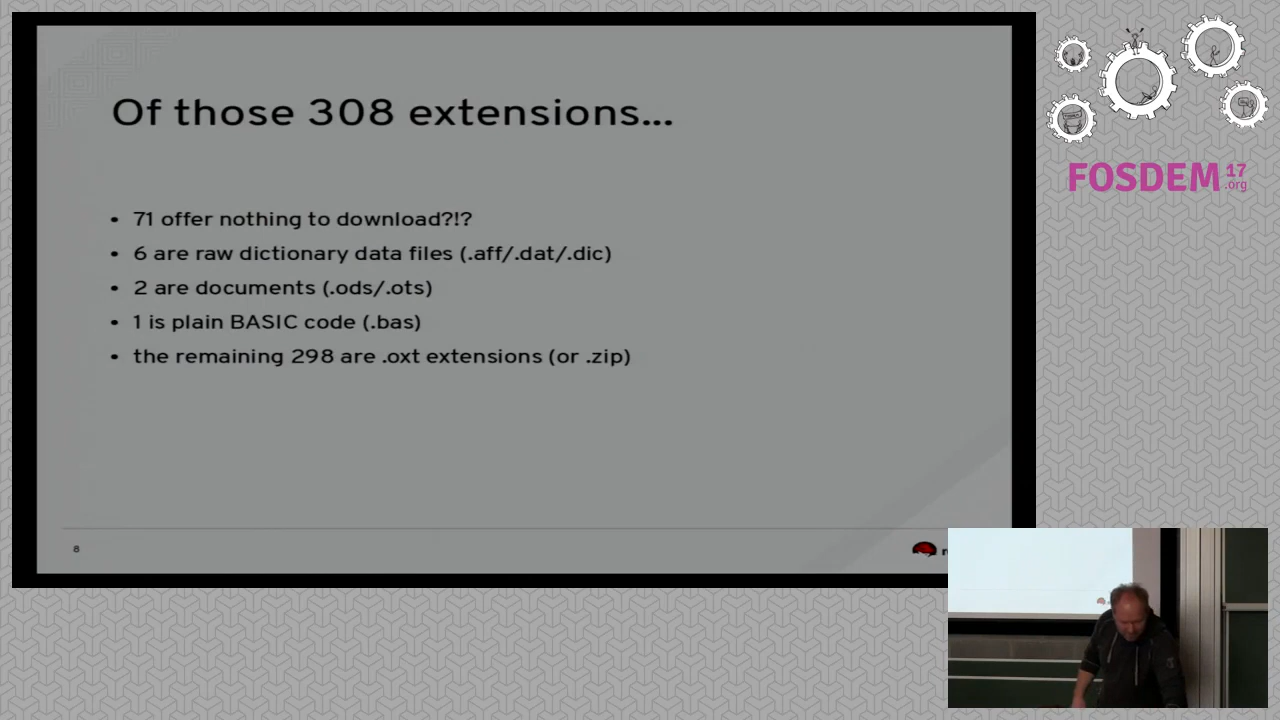 Of those 308 extensions...
• 71 offer nothing to download?!?
• 6 are raw dictionary data files (.aff/.dat/.dic)
• 2 are documents (.ods/.ots)
• 1 is plain BASIC code (.bas)
• the remaining 298 are .oxt extensions (or .zip)
8
FOSDEM 17
.org